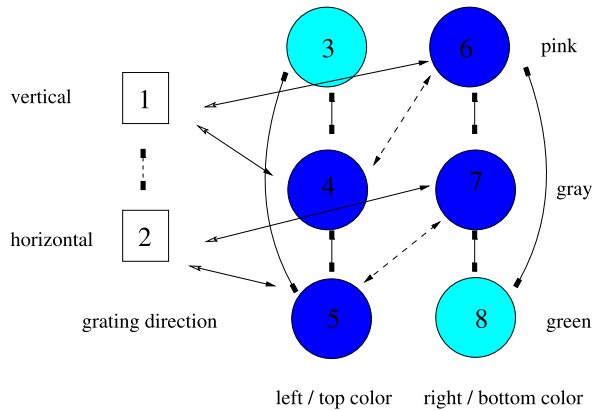 3
6
pink
vertical
1
4
7
gray
horizontal
2
grating direction
5
8
green
left / top color
right / bottom color